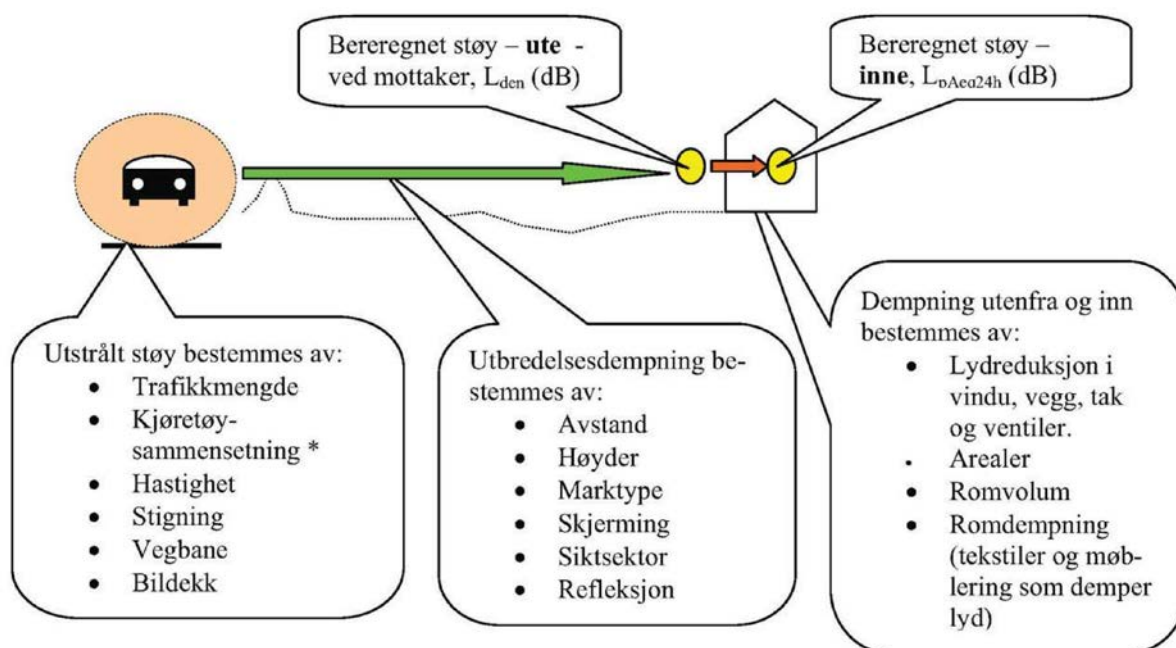 Bereregnet støy – ute -
ved mottaker, Lden (dB)
Bereregnet støy –
inne, LpAeq24h (dB)
Utstrålt støy bestemmes av:
• Trafikkmengde
• Kjøretøy-
sammensetning *
• Hastighet
• Stigning
• Vegbane
• Bildekk
Utbredelsesdempning be-
stemmes av:
• Avstand
• Høyder
• Marktype
• Skjerming
• Siktsektor
• Refleksjon
Dempning utenfra og inn
bestemmes av:
• Lydreduksjon i
vindu, vegg, tak
og ventiler.
• Arealer
• Romvolum
• Romdempning
(tekstiler og møb-
lering som demper
lyd)